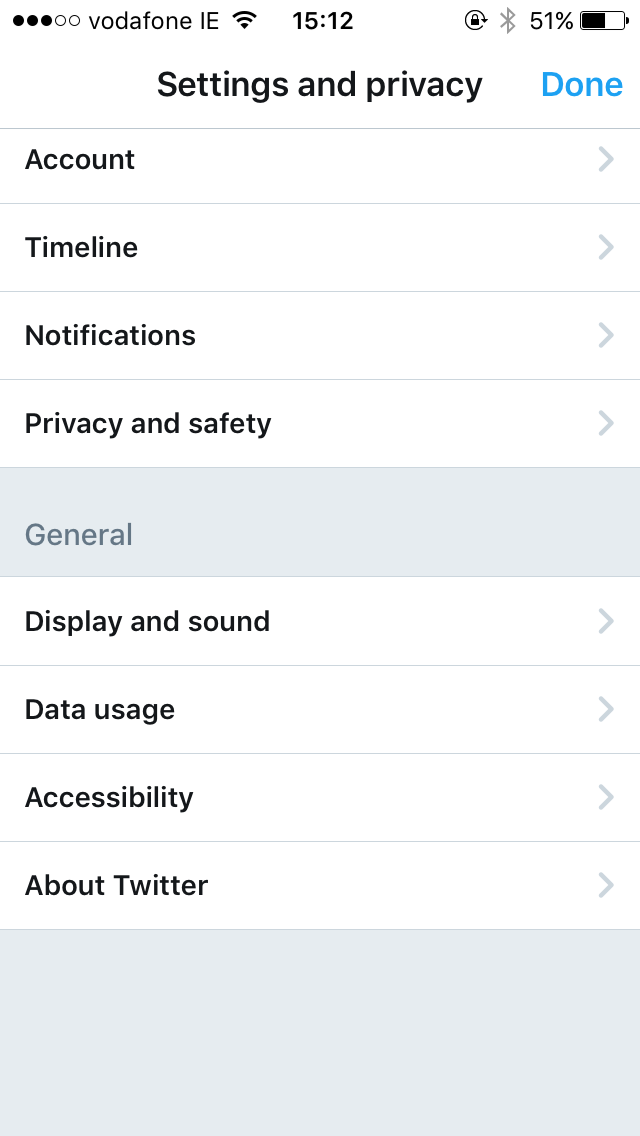 vodafone IE 15:12 51%
Settings and privacy Done
Account
Timeline
Notifications
Privacy and safety
General
Display and sound
Data usage
Accessibility
About Twitter